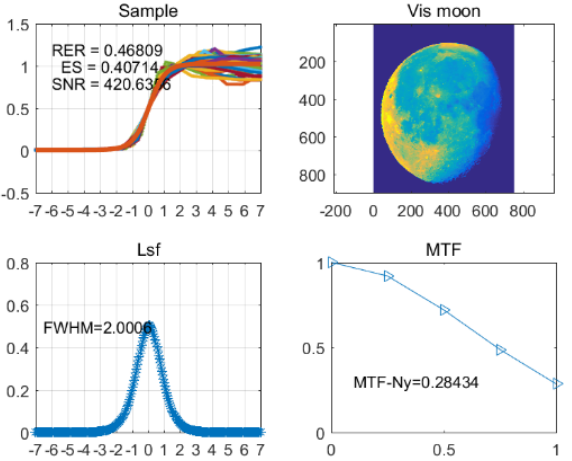 Sample
RER = 0.46809
ES = 0.40714
SNR = 420.6356
1.5
1
0.5
0
-0.5
-7-6-5-4-3-2-1 0 1 2 3 4 5 6 7
Vis moon
200
400
600
800
-200 0 200 400 600 800
Lsf
FWHM=2.0006
0.8
0.6
0.4
0.2
0
-7-6-5-4-3-2-1 0 1 2 3 4 5 6 7
MTF
MTF-Ny=0.28434
1
0.5
0
0 0.5 1